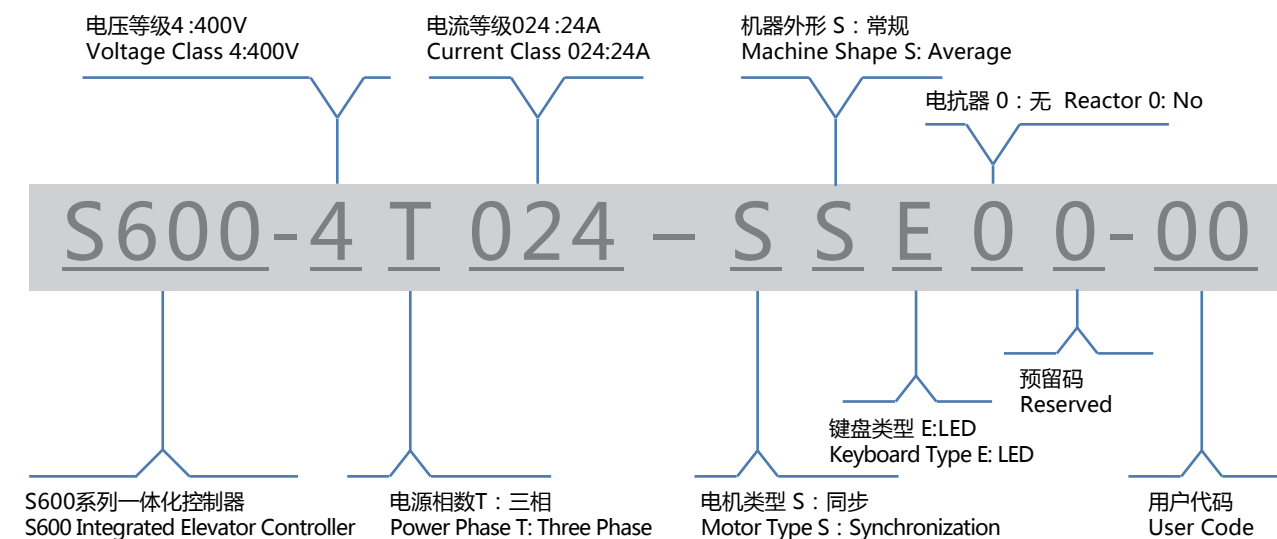 电压等级4 :400V
Voltage Class 4:400V
电流等级024 :24A
Current Class 024:24A
机器外形 S：常规
Machine Shape S: Average
电抗器 0：无 Reactor 0: No
S600-4 T 024 – S S E 0 0-00
预留码
Reserved
键盘类型 E:LED
Keyboard Type E: LED
S600系列一体化控制器
S600 Integrated Elevator Controller
电源相数T：三相
Power Phase T: Three Phase
电机类型 S：同步
Motor Type S：Synchronization
用户代码
User Code